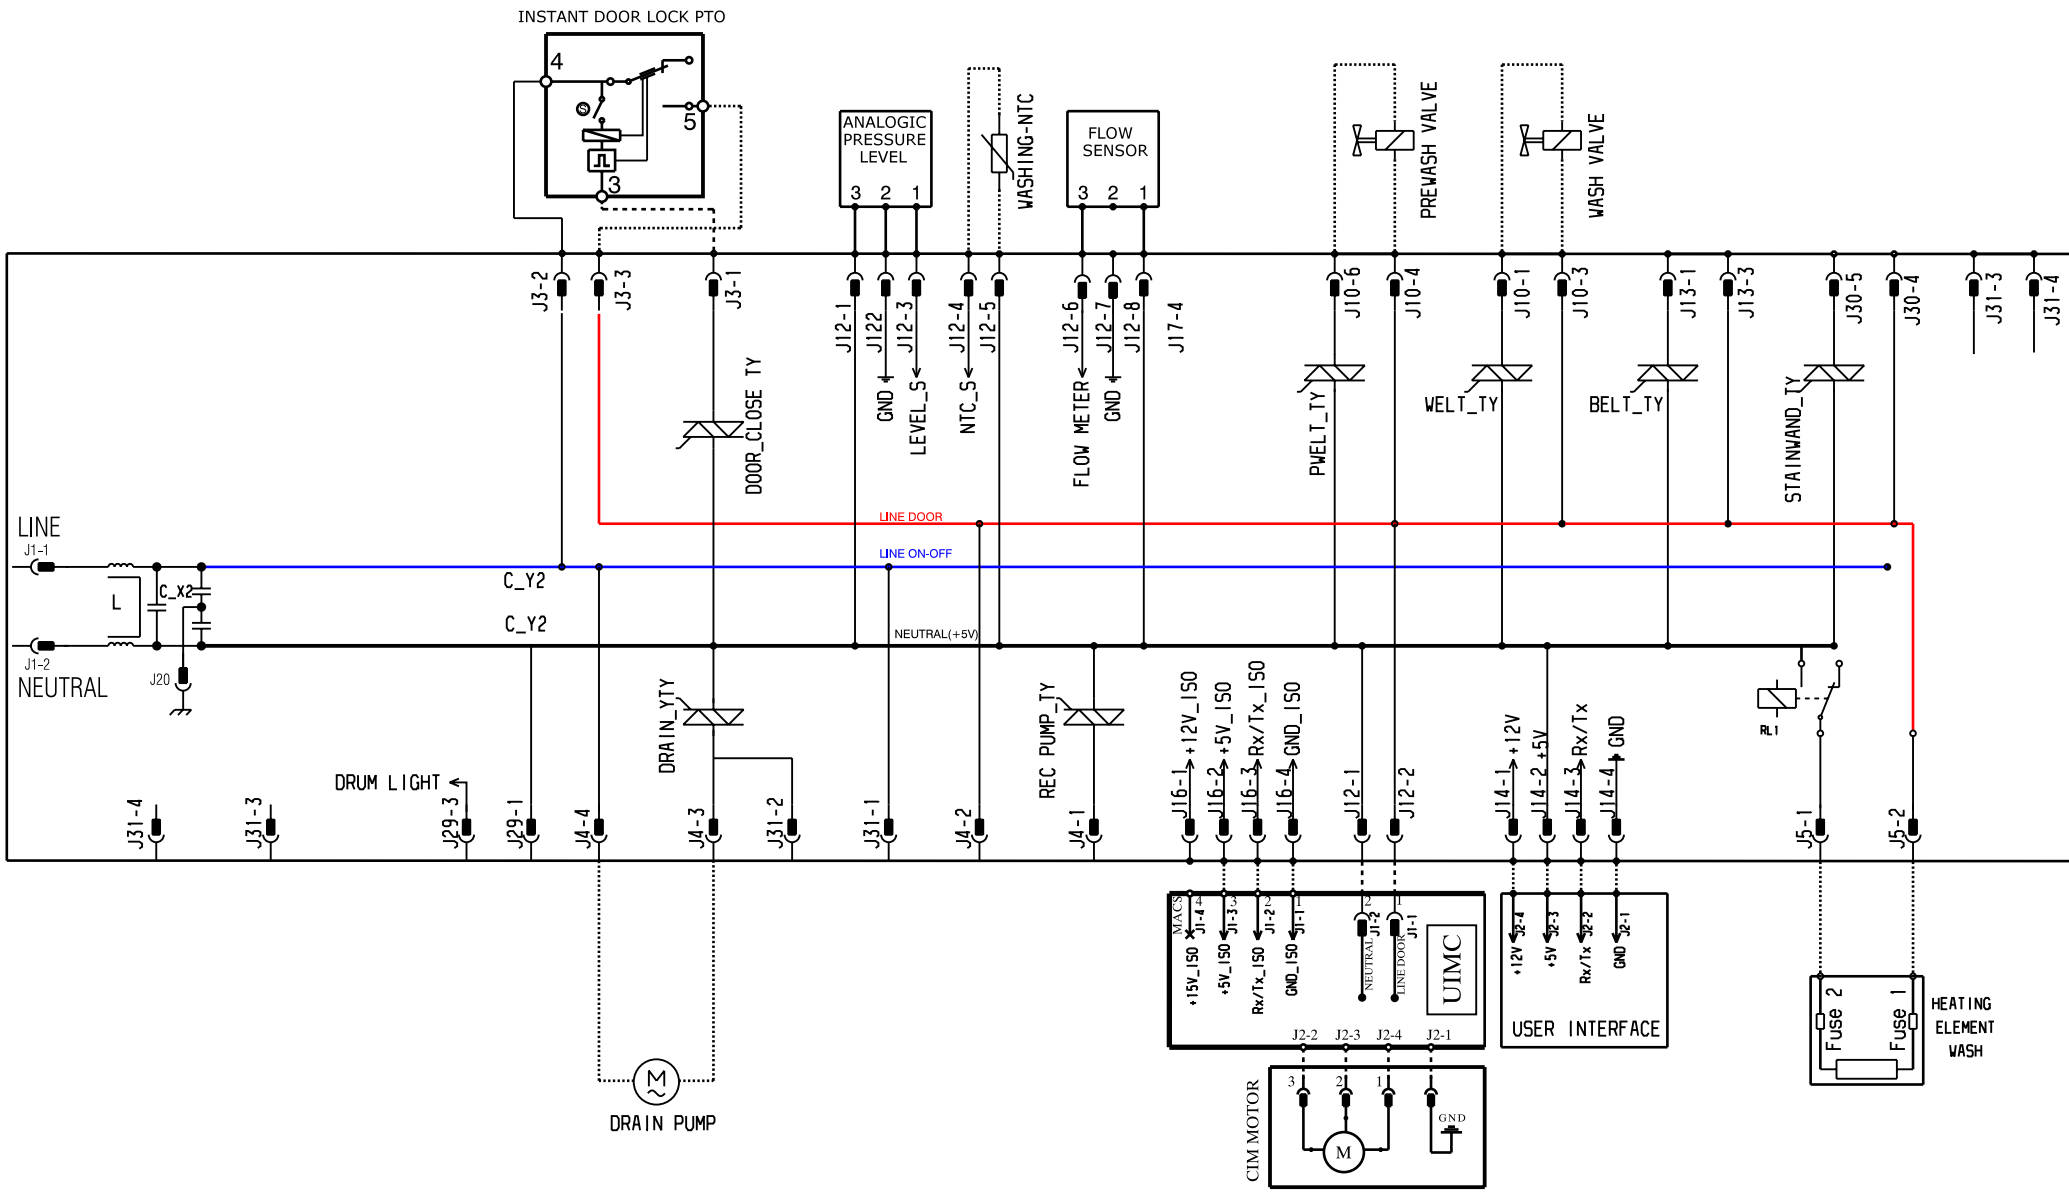 INSTANT DOOR LOCK PTO
4
S
5
3
ANALOGIC
PRESSURE
LEVEL
3 2 1
WASHING-NTC
FLOW
SENSOR
3 2 1
PREWASH VALVE
WASH VALVE
J3-2
J3-3
J3-1
J12-1
J122
J12-3
J12-4
J12-5
J12-6
J12-7
J12-8
J17-4
J10-6
J10-4
J10-1
J10-3
J13-1
J13-3
J30-5
J30-4
J31-3
J31-4
DOOR_CLOSE TY
GND
LEVEL_S
NTC_S
FLOW METER
GND
PWELT_TY
WELT_TY
BELT_TY
STAINWAND_TY
LINE
J1-1
LINE DOOR
LINE ON-OFF
C_Y2
L
C_X2
C_Y2
NEUTRAL(+5V)
J1-2
NEUTRAL
J20
DRAIN_YTY
REC PUMP_TY
+12V_ISO
+5V_ISO
Rx/Tx_ISO
GND_ISO
+12V
+5V
Rx/Tx
GND
RL1
DRUM LIGHT
J31-4
J31-3
J29-3
J29-1
J4-4
J4-3
J31-2
J31-1
J4-2
J4-1
J16-1
J16-2
J16-3
J16-4
J12-1
J12-2
J14-1
J14-2
J14-3
J14-4
J5-1
J5-2
MACS
4 3 2 1 2 1
J1-4
J1-3
J1-2
J1-1
J1-2
J1-1
+15V_ISO
+5V_ISO
Rx/Tx_ISO
GND_ISO
NEUTRAL
LINE DOOR
UIMC
J2-2 J2-3 J2-4 J2-1
J2-4
J2-3
J2-2
J2-1
+12V
+5V
Rx/Tx
GND
USER INTERFACE
Fuse 2
Fuse 1
HEATING
ELEMENT
WASH
M
DRAIN PUMP
CIM MOTOR
3 2 1
GND
M